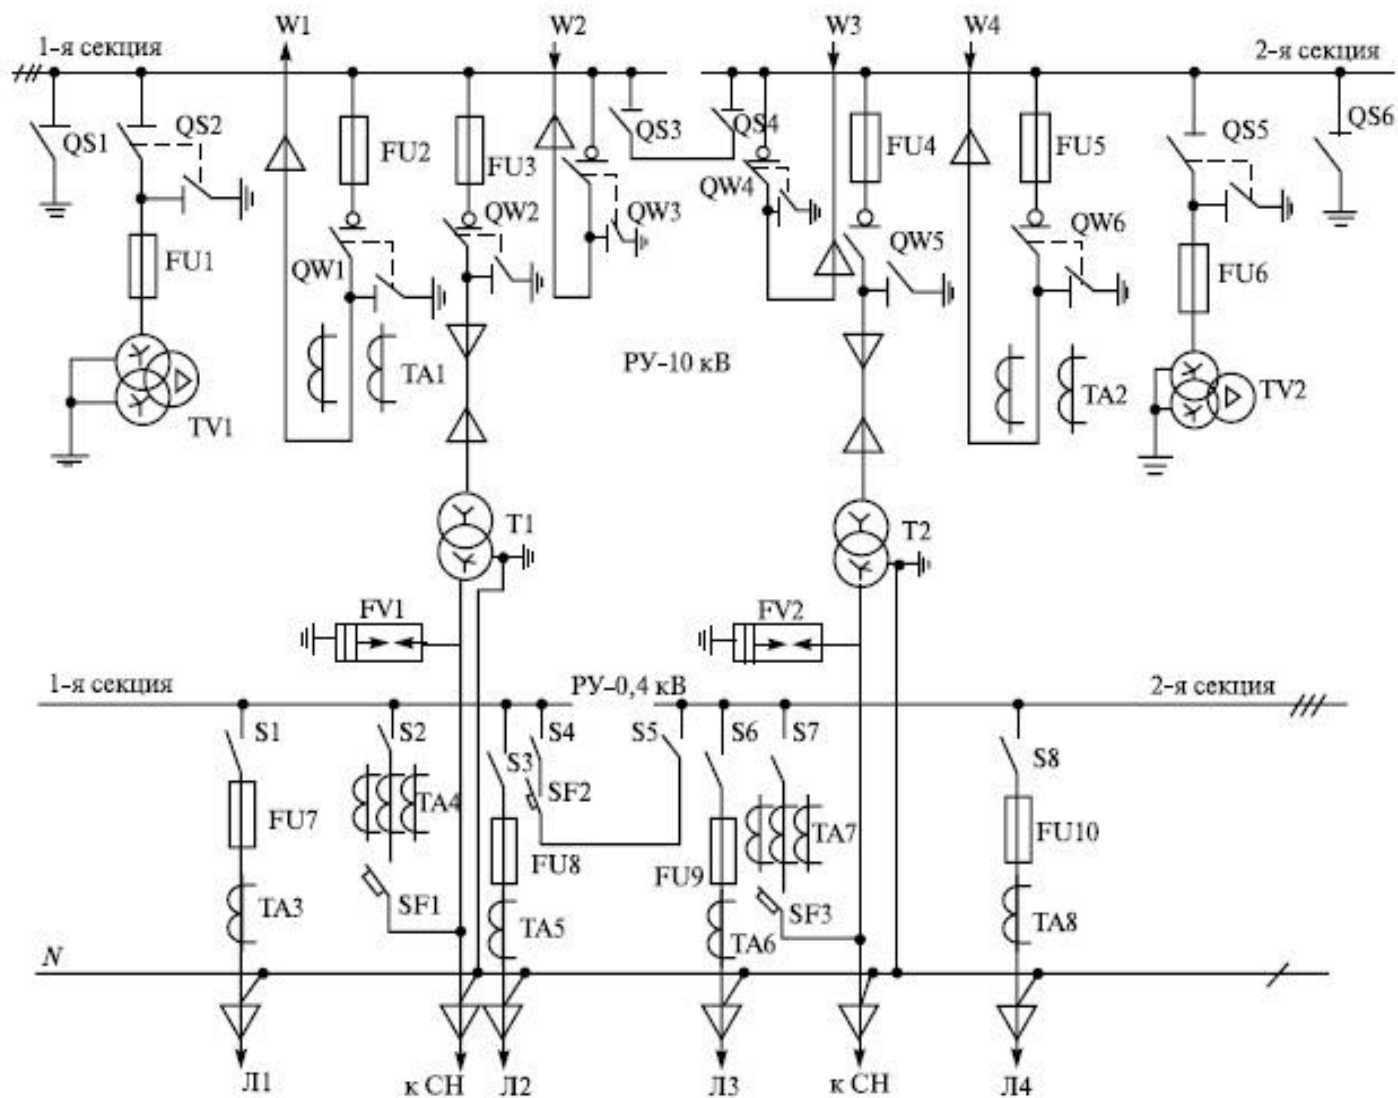 W1
W2
W3
W4
1-я секция
2-я секция
QS1
QS2
QS3
QS4
QS5
QS6
FU2
FU3
FU4
FU5
QW4
QW1
QW2
QW3
QW5
QW6
FU1
FU6
TA1
РУ–10 кВ
TA2
TV1
TV2
T1
T2
FV1
FV2
1-я секция
РУ–0,4 кВ
2-я секция
S1
S2
S3
S4
S5
S6
S7
S8
FU7
TA4
SF2
TA7
FU10
FU8
FU9
TA3
SF1
TA5
TA6
SF3
TA8
N
Л1
к СН
Л2
Л3
к СН
Л4